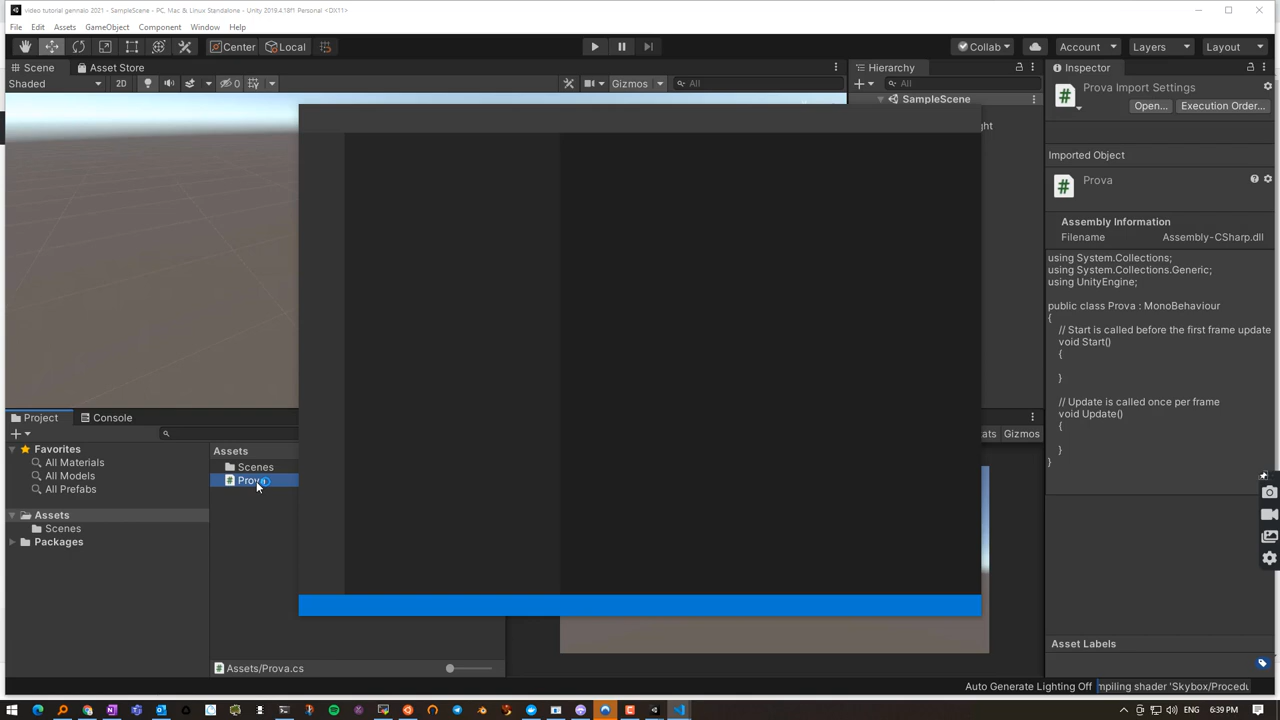 video tutorial gennaio 2021 - SampleScene - PC, Mac & Linux Standalone - Unity 2019.4.18f1 Personal <DX11>
File Edit Assets GameObject Component Window Help
Center Local Collab Account Layers Layout
Scene Asset Store Hierarchy Inspector
Shaded 2D 0 Gizmos All All
SampleScene
ght
Prova Import Settings
Open... Execution Order...
Imported Object
Prova
Assembly Information
Filename Assembly-CSharp.dll
using System.Collections;
using System.Collections.Generic;
using UnityEngine;
public class Prova : MonoBehaviour
{
// Start is called before the first frame update
void Start()
{
}
// Update is called once per frame
void Update()
{
}
}
Project Console
ats Gizmos
Favorites
All Materials
All Models
All Prefabs
Assets
Scenes
Packages
Assets
Scenes
Prova
Assets/Prova.cs
Asset Labels
Auto Generate Lighting Off mpiling shader 'Skybox/Procedu
ENG 6:39 PM